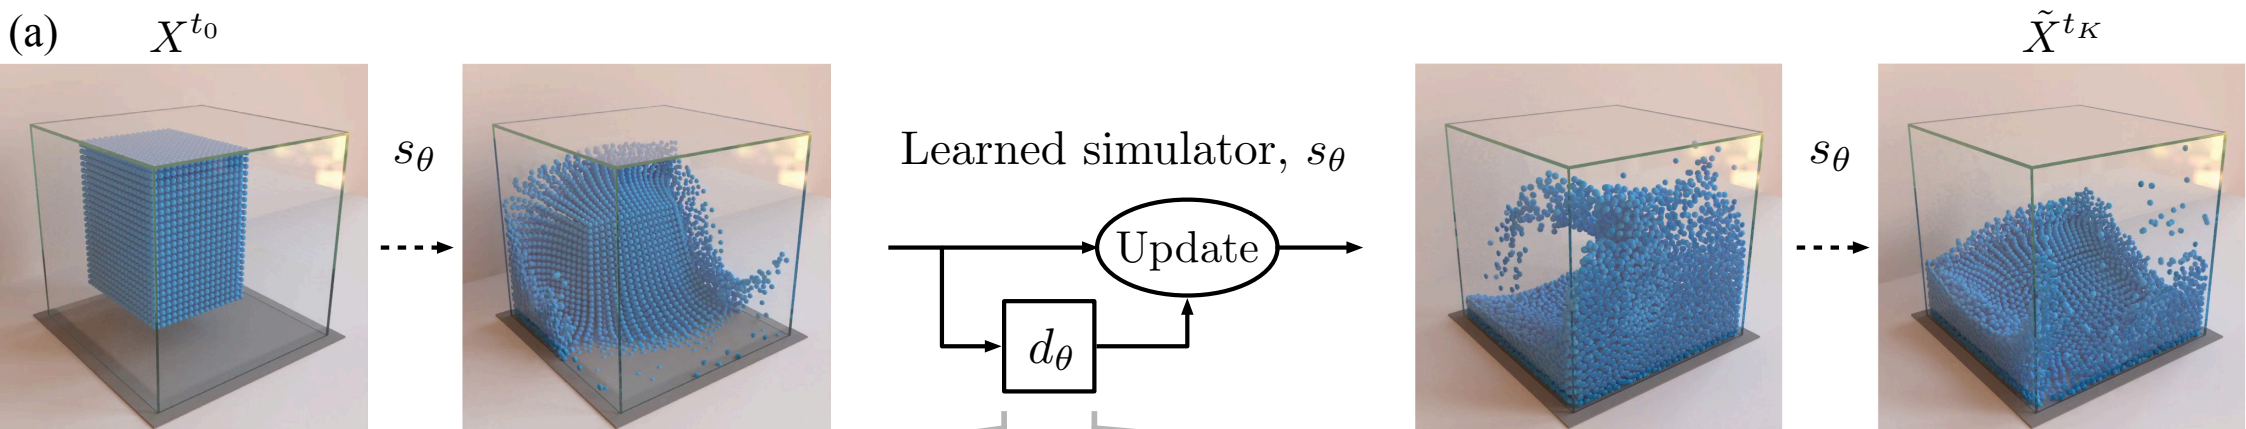 (a)
X^{t_0}
X̃^{t_K}
s_θ
Learned simulator, s_θ
s_θ
Update
d_θ